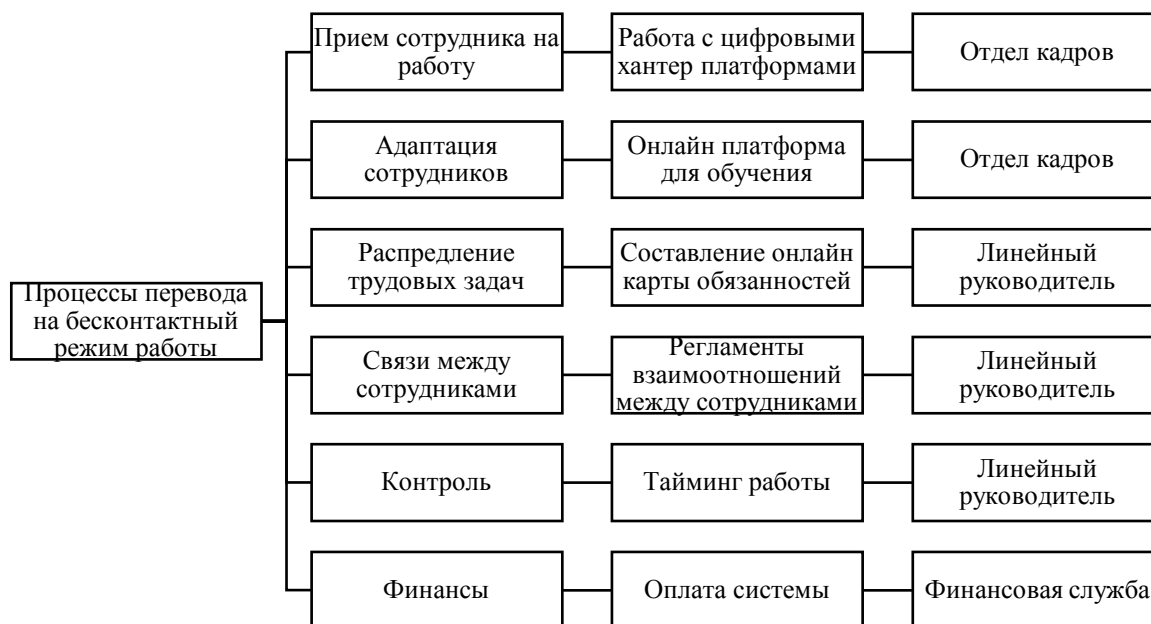 Процессы перевода
на бесконтактный
режим работы
Прием сотрудника на
работу
Работа с цифровыми
хантер платформами
Отдел кадров
Адаптация
сотрудников
Онлайн платформа
для обучения
Отдел кадров
Распредление
трудовых задач
Составление онлайн
карты обязанностей
Линейный
руководитель
Связи между
сотрудниками
Регламенты
взаимоотношений
между сотрудниками
Линейный
руководитель
Контроль
Тайминг работы
Линейный
руководитель
Финансы
Оплата системы
Финансовая служба